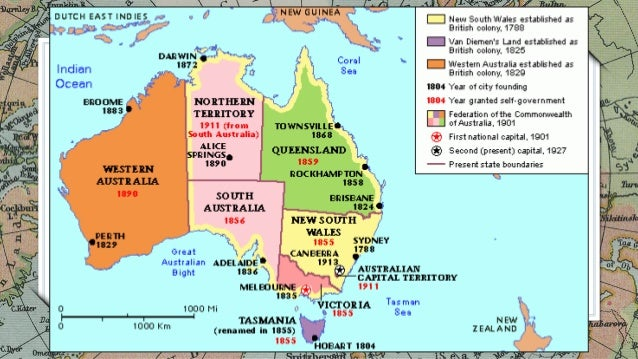 DUTCH EAST INDIES
NEW GUINEA
DARWIN
1872
Coral
Sea
Indian
Ocean
BROOME
1883
NORTHERN
TERRITORY
1911 (from
South Australia)
ALICE
SPRINGS
1890
TOWNSVILLE
1868
QUEENSLAND
1859
ROCKHAMPTON
1858
BRISBANE
1824
WESTERN
AUSTRALIA
1890
SOUTH
AUSTRALIA
1856
NEW SOUTH
WALES
1855
SYDNEY
1788
CANBERRA
1913
PERTH
1829
Great
Australian
Bight
ADELAIDE
1836
AUSTRALIAN
CAPITAL TERRITORY
1911
MELBOURNE
1835
VICTORIA
1855
Tasman
Sea
TASMANIA
(renamed in 1855)
1855
HOBART 1804
NEW
ZEALAND
0 1000 Mi
0 1000 Km
New South Wales established as
British colony, 1788
Van Diemen's Land established as
British colony, 1825
Western Australia established as
British colony, 1829
1804 Year of city founding
1804 Year granted self-government
Federation of the Commonwealth
of Australia, 1901
First national capital, 1901
Second (present) capital, 1927
Present state boundaries